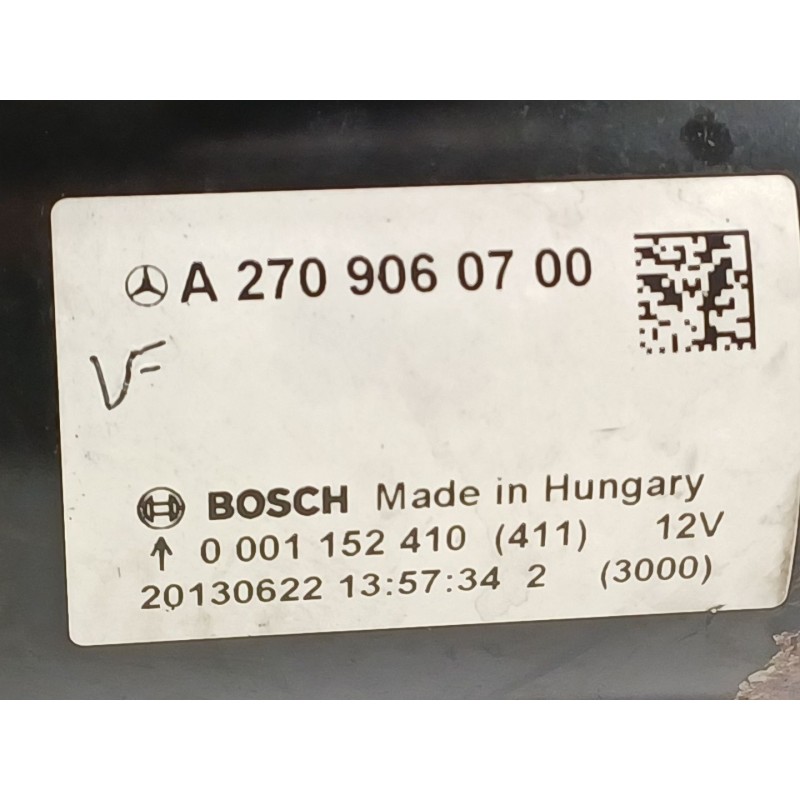 A 270 906 07 00
VF
BOSCH Made in Hungary
↑ 0 001 152 410 (411) 12V
20130622 13:57:34 2 (3000)